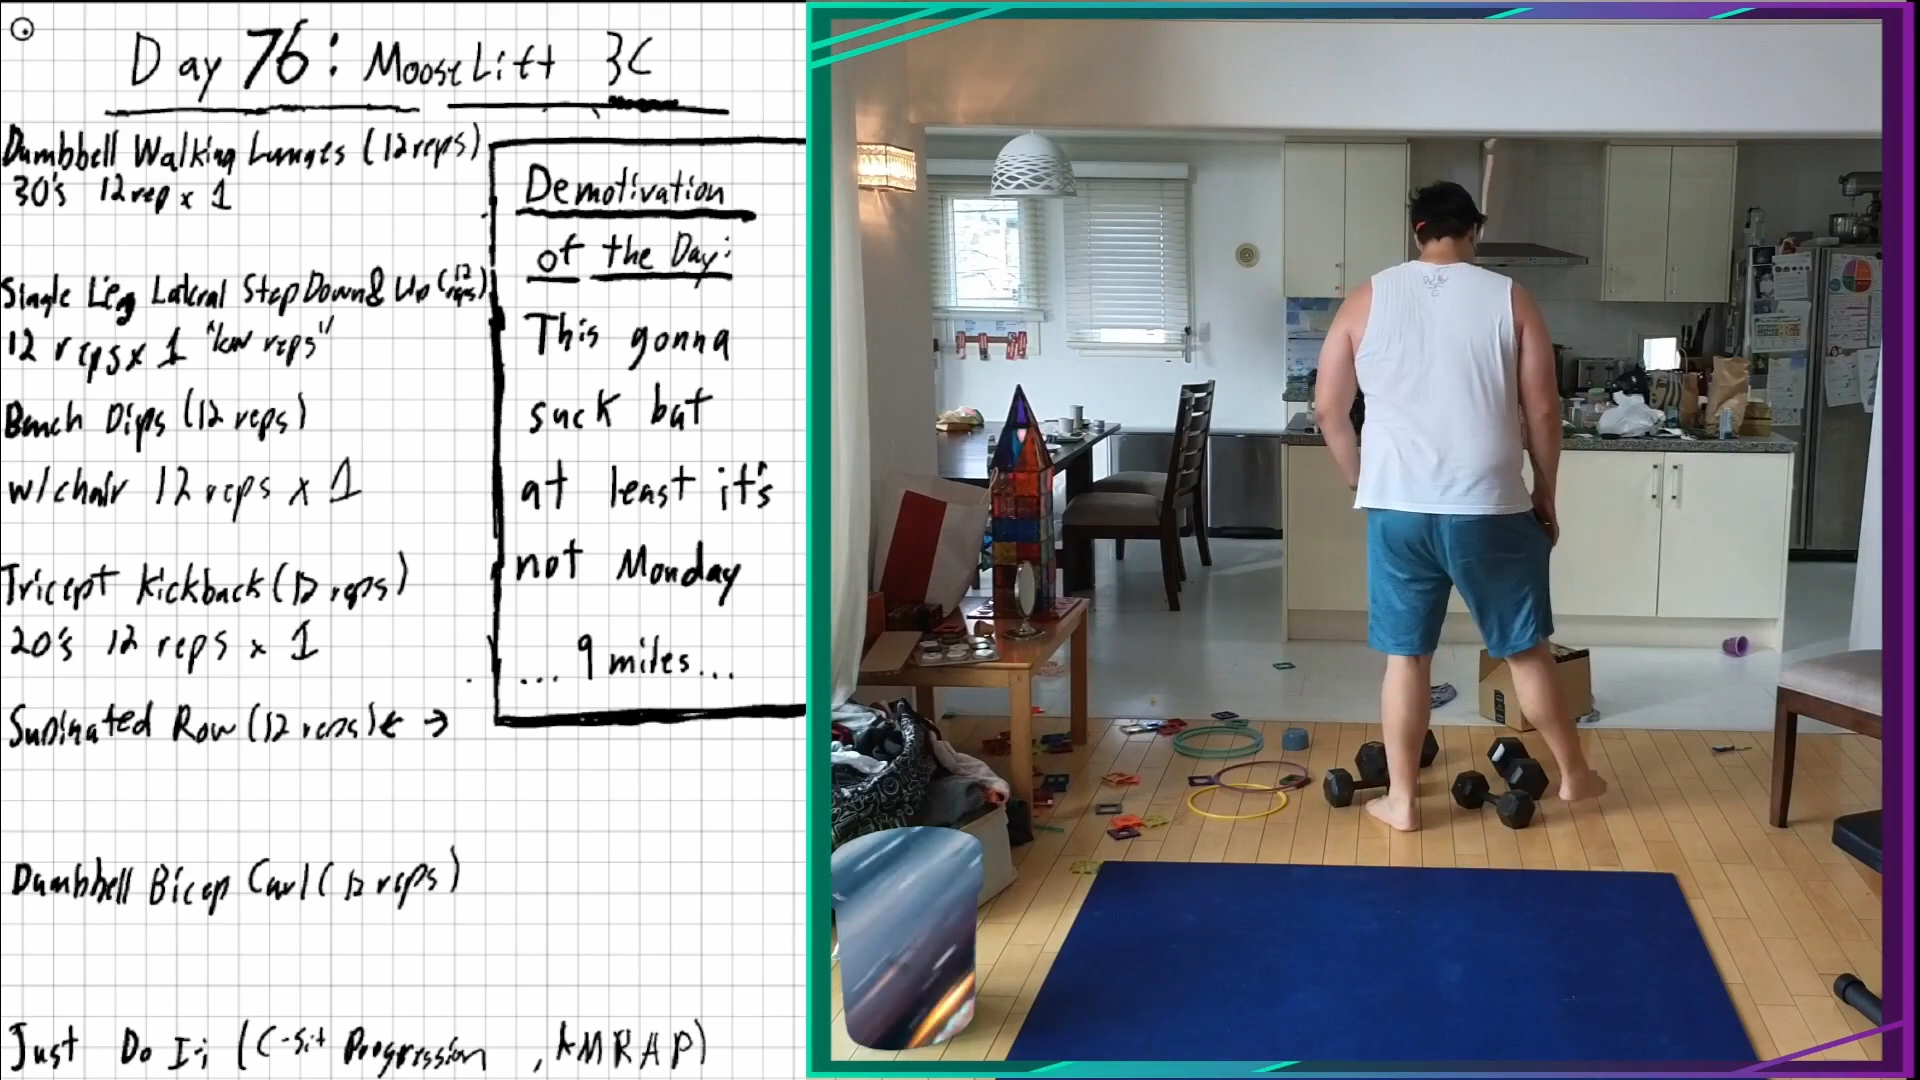 Day 76: MooseLift 3C
Dumbbell Walking Lunges (12 reps)
30's 12 rep x 1
Single Leg Lateral Step Down & Up (12 reps)
12 reps x 1 "low reps"
Bench Dips (12 reps)
w/chair 12 reps x 1
Tricept Kickback (12 reps)
20's 12 reps x 1
Supinated Row (12 reps) ← →
Dumbbell Bicep Curl (12 reps)
Just Do It; (C-sit Progression, AMRAP)
Demotivation
of the Day:
This gonna
suck but
at least it's
not Monday
... 9 miles...